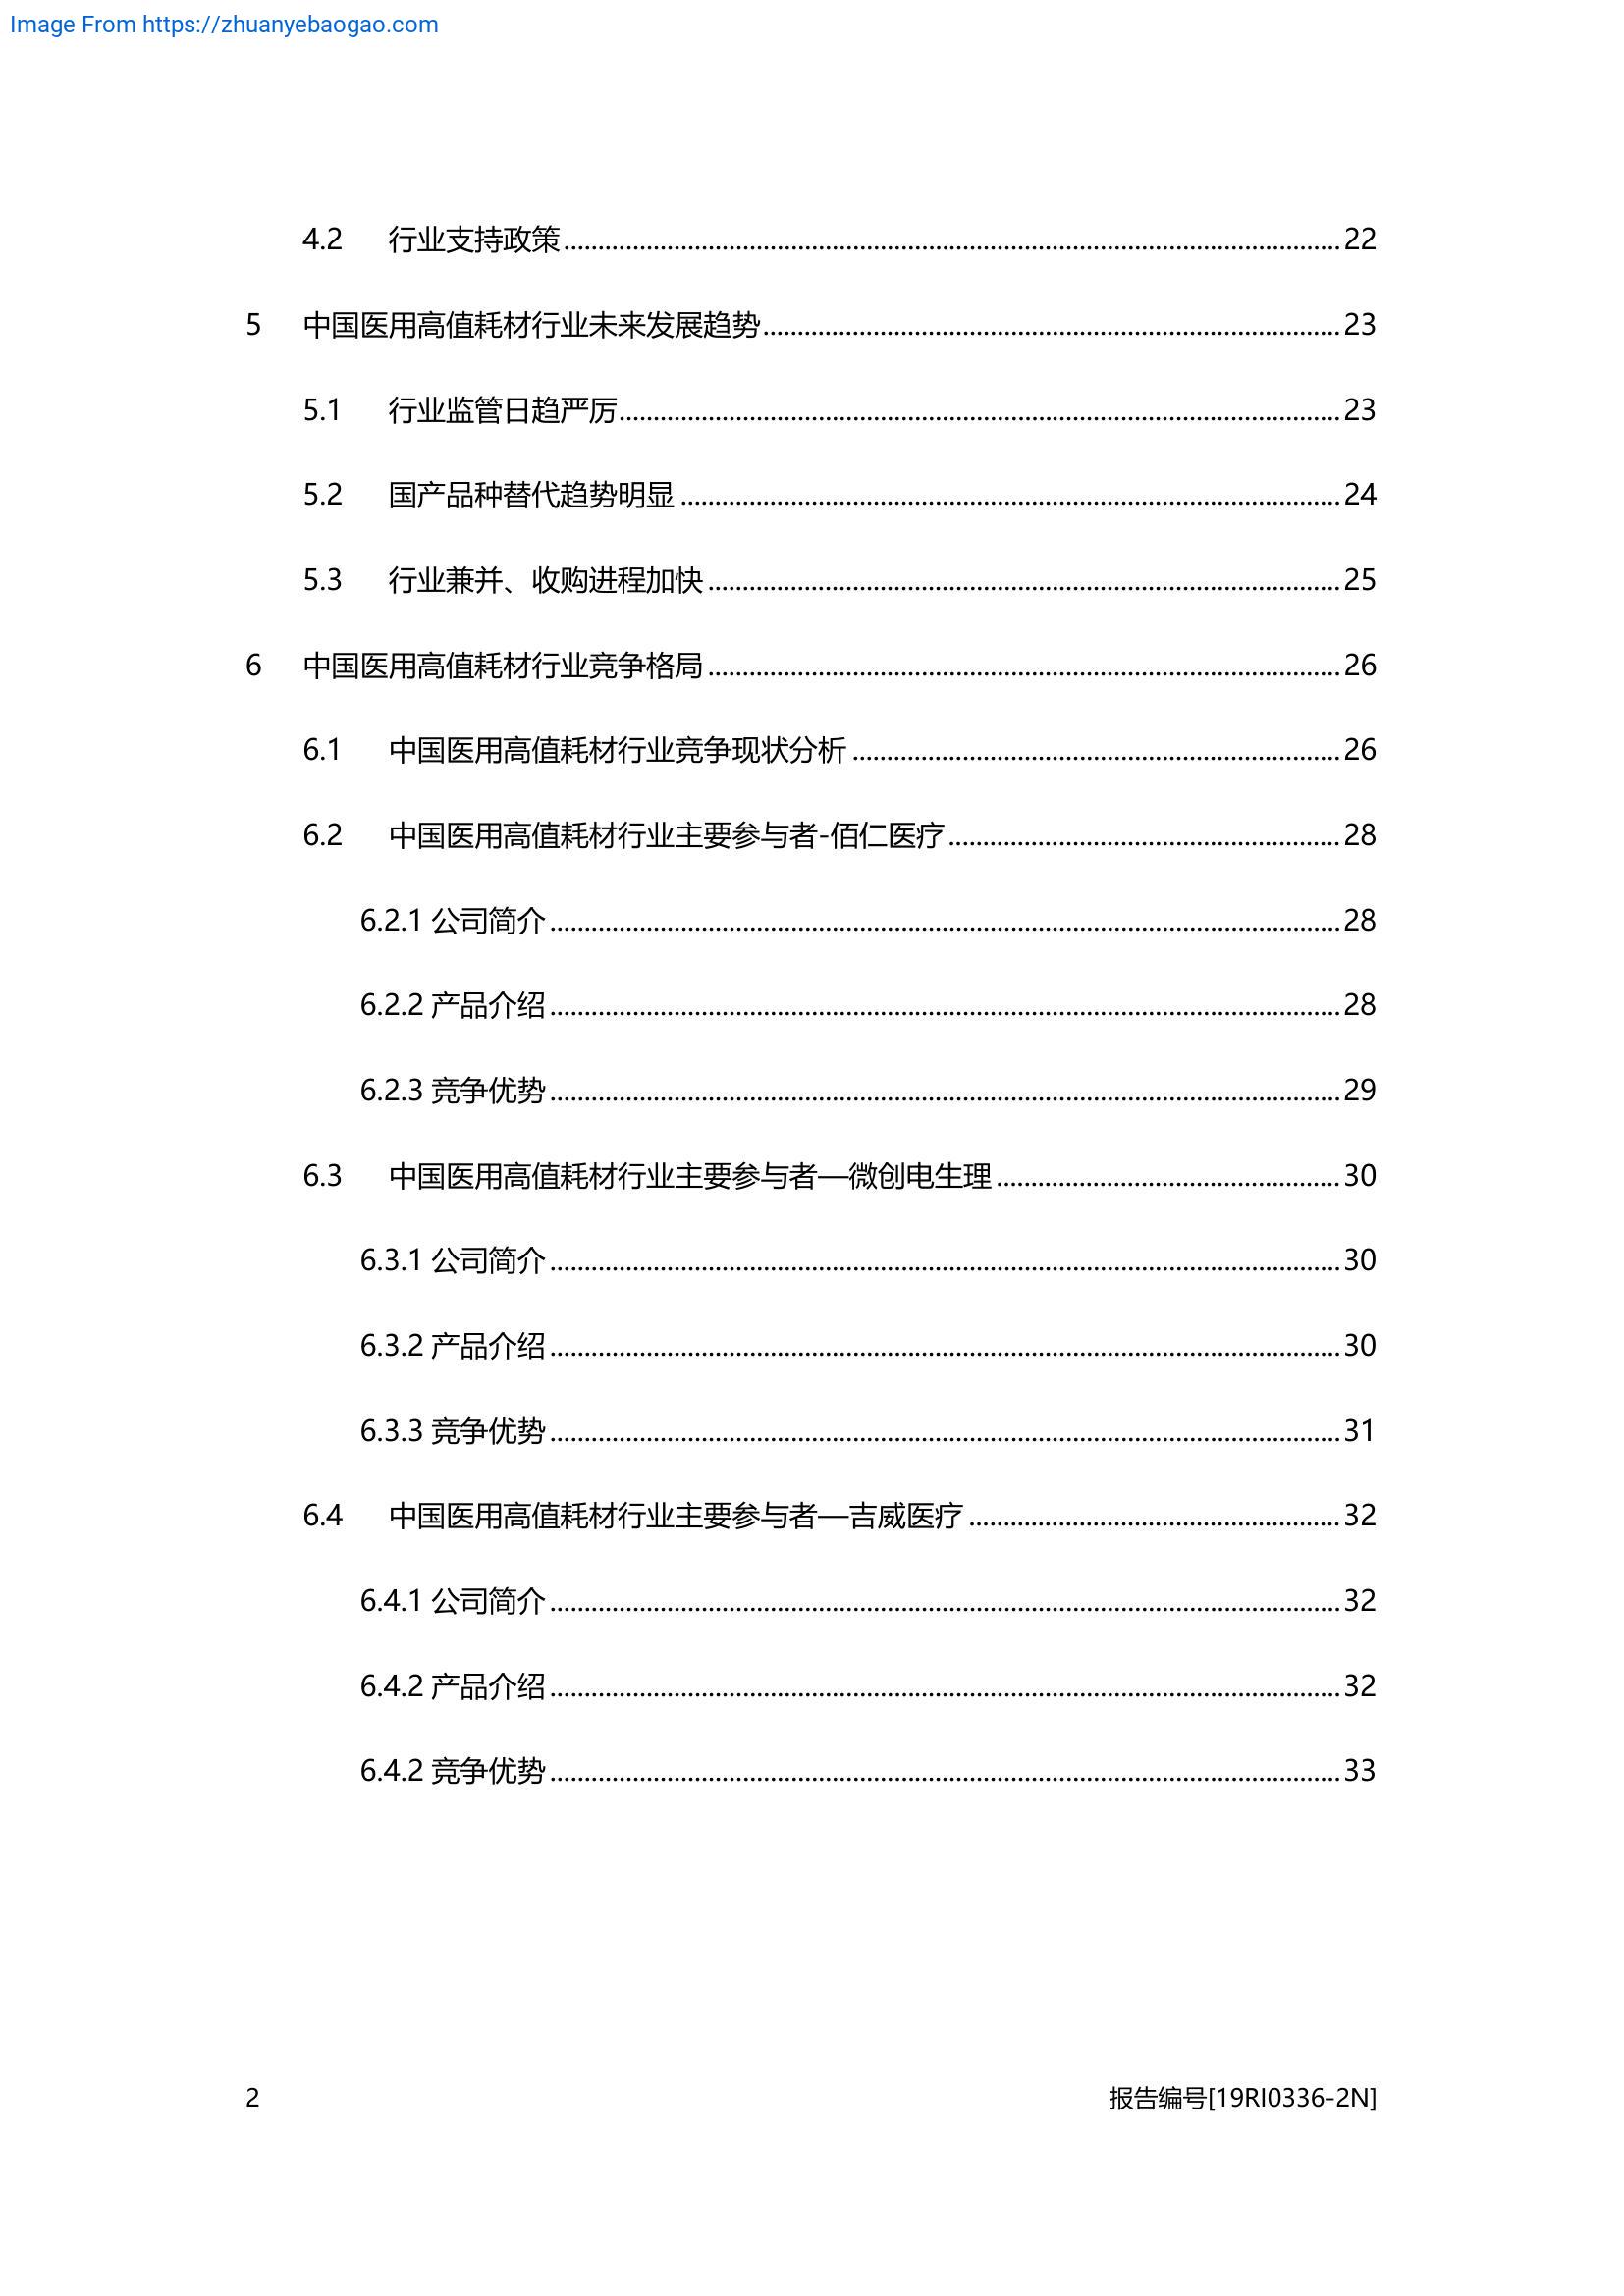 Image From https://zhuanyebaogao.com
4.2 行业支持政策 22
5 中国医用高值耗材行业未来发展趋势 23
5.1 行业监管日趋严厉 23
5.2 国产品种替代趋势明显 24
5.3 行业兼并、收购进程加快 25
6 中国医用高值耗材行业竞争格局 26
6.1 中国医用高值耗材行业竞争现状分析 26
6.2 中国医用高值耗材行业主要参与者-佰仁医疗 28
6.2.1 公司简介 28
6.2.2 产品介绍 28
6.2.3 竞争优势 29
6.3 中国医用高值耗材行业主要参与者—微创电生理 30
6.3.1 公司简介 30
6.3.2 产品介绍 30
6.3.3 竞争优势 31
6.4 中国医用高值耗材行业主要参与者—吉威医疗 32
6.4.1 公司简介 32
6.4.2 产品介绍 32
6.4.2 竞争优势 33
2 报告编号[19RI0336-2N]